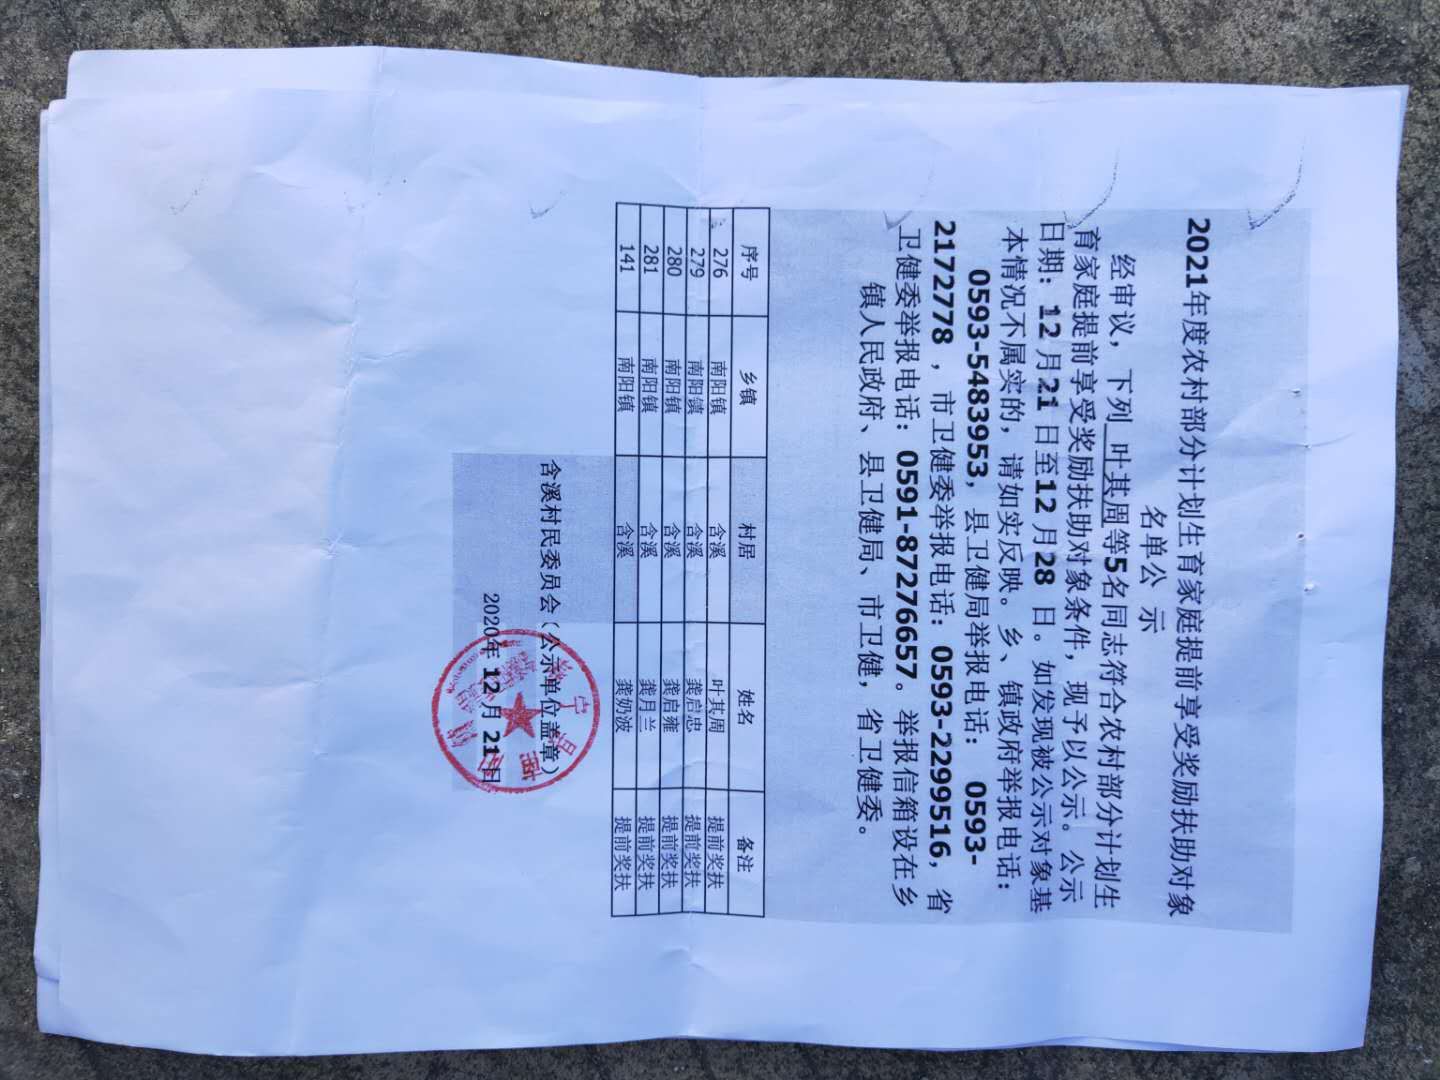 2021年度农村部分计划生育家庭提前享受奖励扶助对象
名单公 示
经审议，下列 叶其周等5名同志符合农村部分计划生
育家庭提前享受奖励扶助对象条件，现予以公示。公示
日期：12 月21 日至12 月28 日。如发现被公示对象基
本情况不属实的，请如实反映。乡、镇政府举报电话：
0593-5483953，县卫健局举报电话： 0593-
2172778 ，市卫健委举报电话：0593-2299516，省
卫健委举报电话：0591-87276657 。举报信箱设在乡
镇人民政府、县卫健局、市卫健，省卫健委。
序号 乡镇 村居 姓名 备注
276 南阳镇 含溪 叶其周 提前奖扶
279 南阳镇 含溪 龚启忠 提前奖扶
280 南阳镇 含溪 龚启雍 提前奖扶
281 南阳镇 含溪 龚月兰 提前奖扶
141 南阳镇 含溪 龚奶波 提前奖扶
含溪村民委员会（公示单位盖章）
2020年 12月 21日